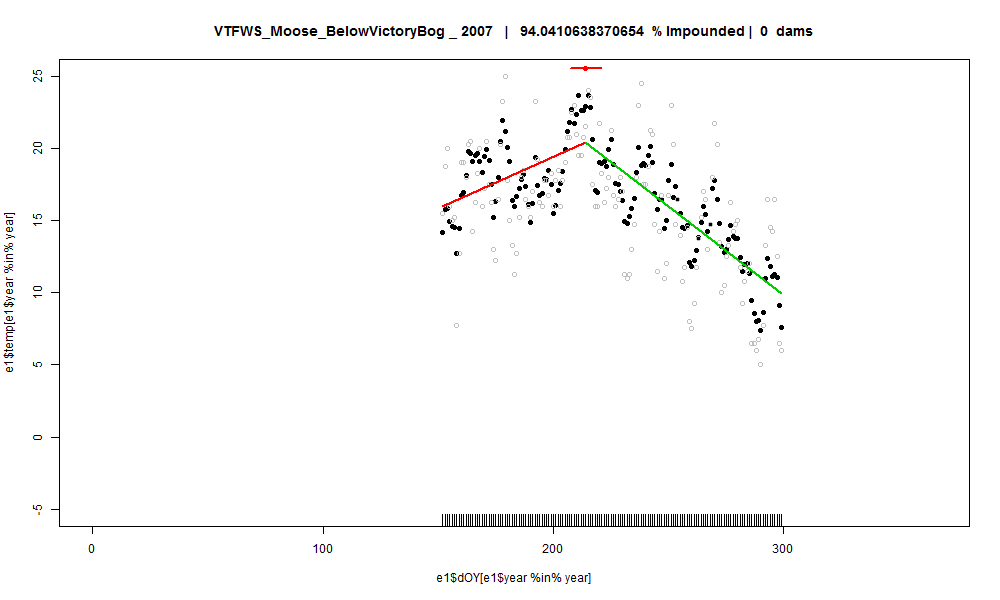 VTFWS_Moose_BelowVictoryBog _ 2007 | 94.0410638370654 % Impounded | 0 dams
25
20
15
10
5
0
-5
e1$temp[e1$year %in% year]
0 100 200 300
e1$dOY[e1$year %in% year]